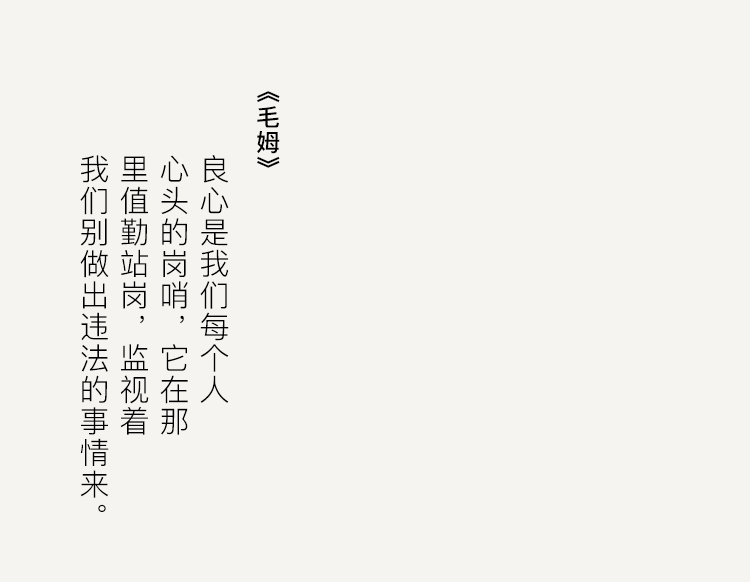 《毛姆》
良心是我们每个人
心头的岗哨，它在那
里值勤站岗，监视着
我们别做出违法的事情来。